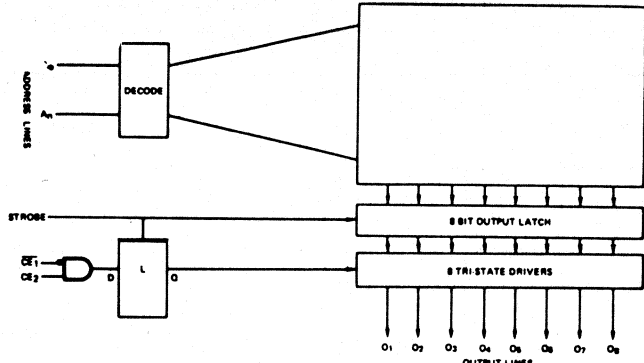 ADDRESS LINES
DECODE
An
STROBE
8 BIT OUTPUT LATCH
CE1
CE2
D
L
Q
8 TRI-STATE DRIVERS
O1 O2 O3 O4 O5 O6 O7 O8
OUTPUT LINES